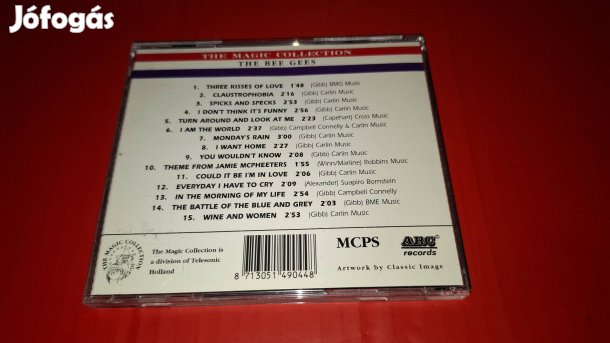 Jófogás
THE MAGIC COLLECTION
THE BEE GEES
1. THREE KISSES OF LOVE 1'48 (Gibb) BMG Music
2. CLAUSTROPHOBIA 2'16 (Gibb) Carlin Music
3. SPICKS AND SPECKS 2'53 (Gibb) Carlin Music
4. I DON'T THINK IT'S FUNNY 2'56 (Gibb) Carlin Music
5. TURN AROUND AND LOOK AT ME 2'23 (Capehart) Cross Music
6. I AM THE WORLD 2'37 (Gibb) Campbell Connelly & Carlin Music
7. MONDAY'S RAIN 3'00 (Gibb) Carlin Music
8. I WANT HOME 2'27 (Gibb) Carlin Music
9. YOU WOULDN'T KNOW 2'08 (Gibb) Carlin Music
10. THEME FROM JAMIE MCPHEETERS 1'55 (Winn/Marline) Robbins Music
11. COULD IT BE I'M IN LOVE 2'06 (Gibb) Carlin Music
12. EVERYDAY I HAVE TO CRY 2'09 (Alexander) Suapiro Bornstein
13. IN THE MORNING OF MY LIFE 2'54 (Gibb) Campbell Connelly
14. THE BATTLE OF THE BLUE AND GREY 2'03 (Gibb) BME Music
15. WINE AND WOMEN 2'53 (Gibb) Carlin Music
THE MAGIC COLLECTION
The Magic Collection is
a division of Telesonic
Holland
8 713051 490448
MCPS
ARC
records
Artwork by Classic Image